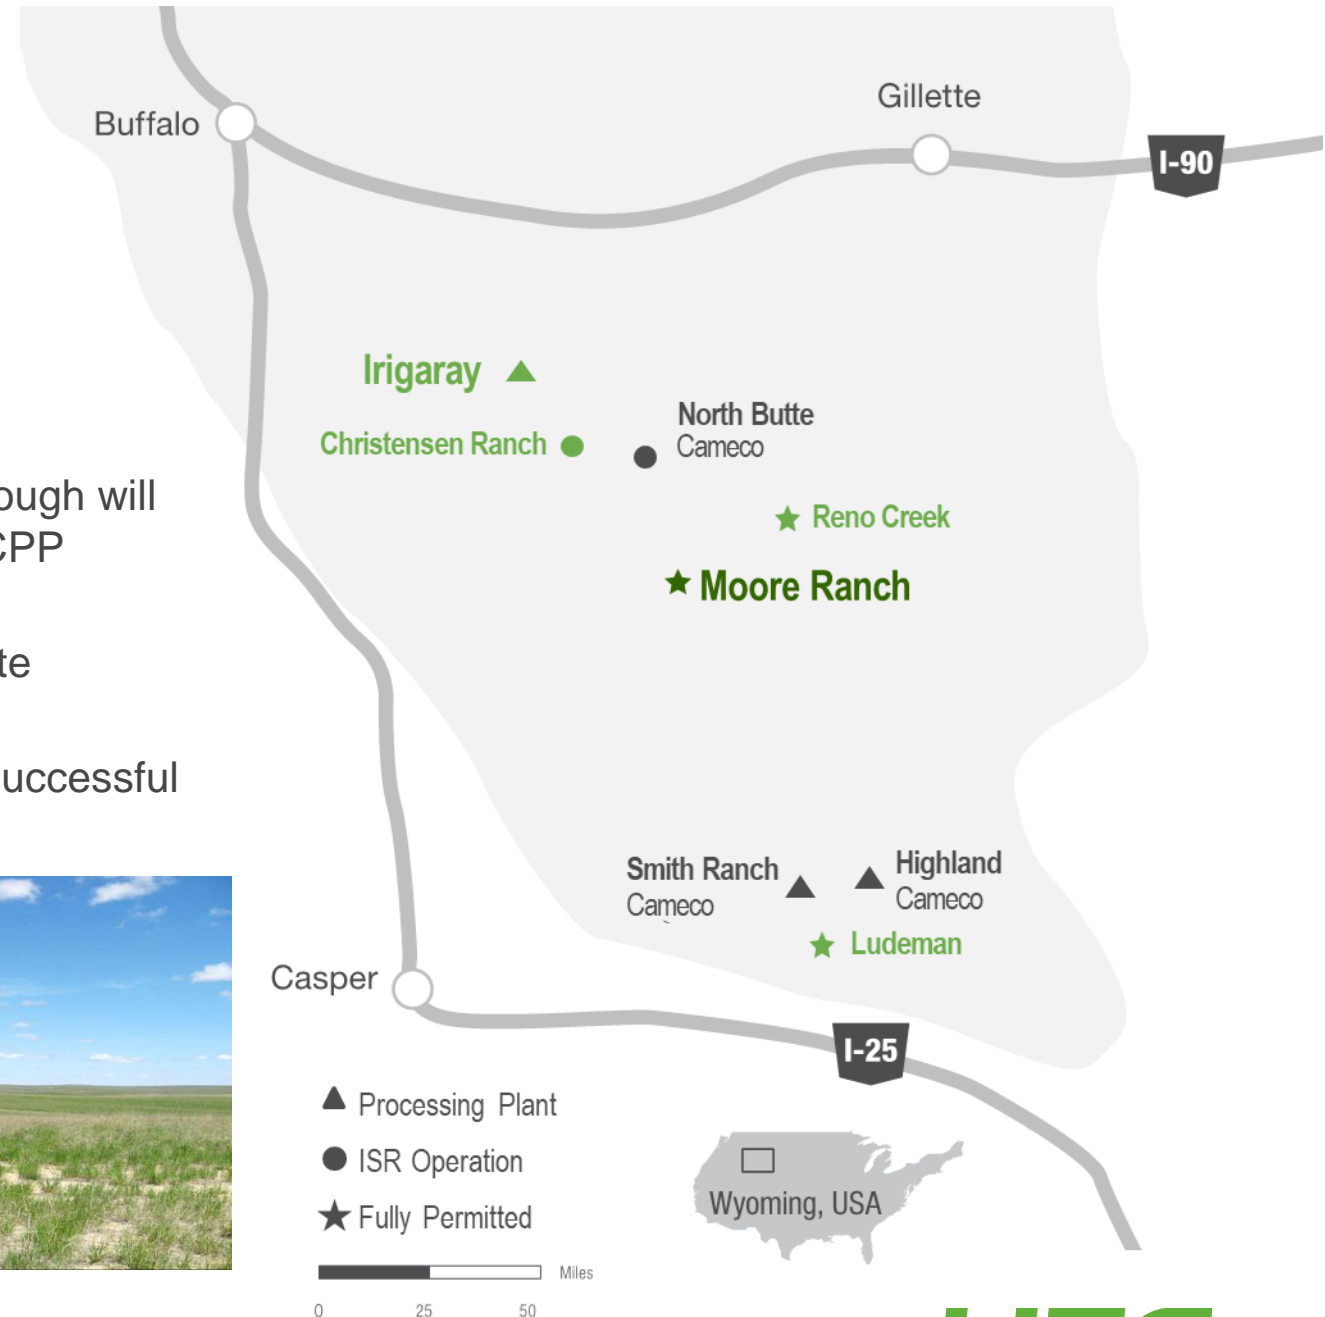 Gillette
Buffalo
I-90
Irigaray
North Butte
Cameco
Christensen Ranch
ough will
CPP
Reno Creek
Moore Ranch
te
uccessful
Smith Ranch
Cameco
Highland
Cameco
Ludeman
Casper
I-25
Processing Plant
ISR Operation
Fully Permitted
Wyoming, USA
Miles
0 25 50